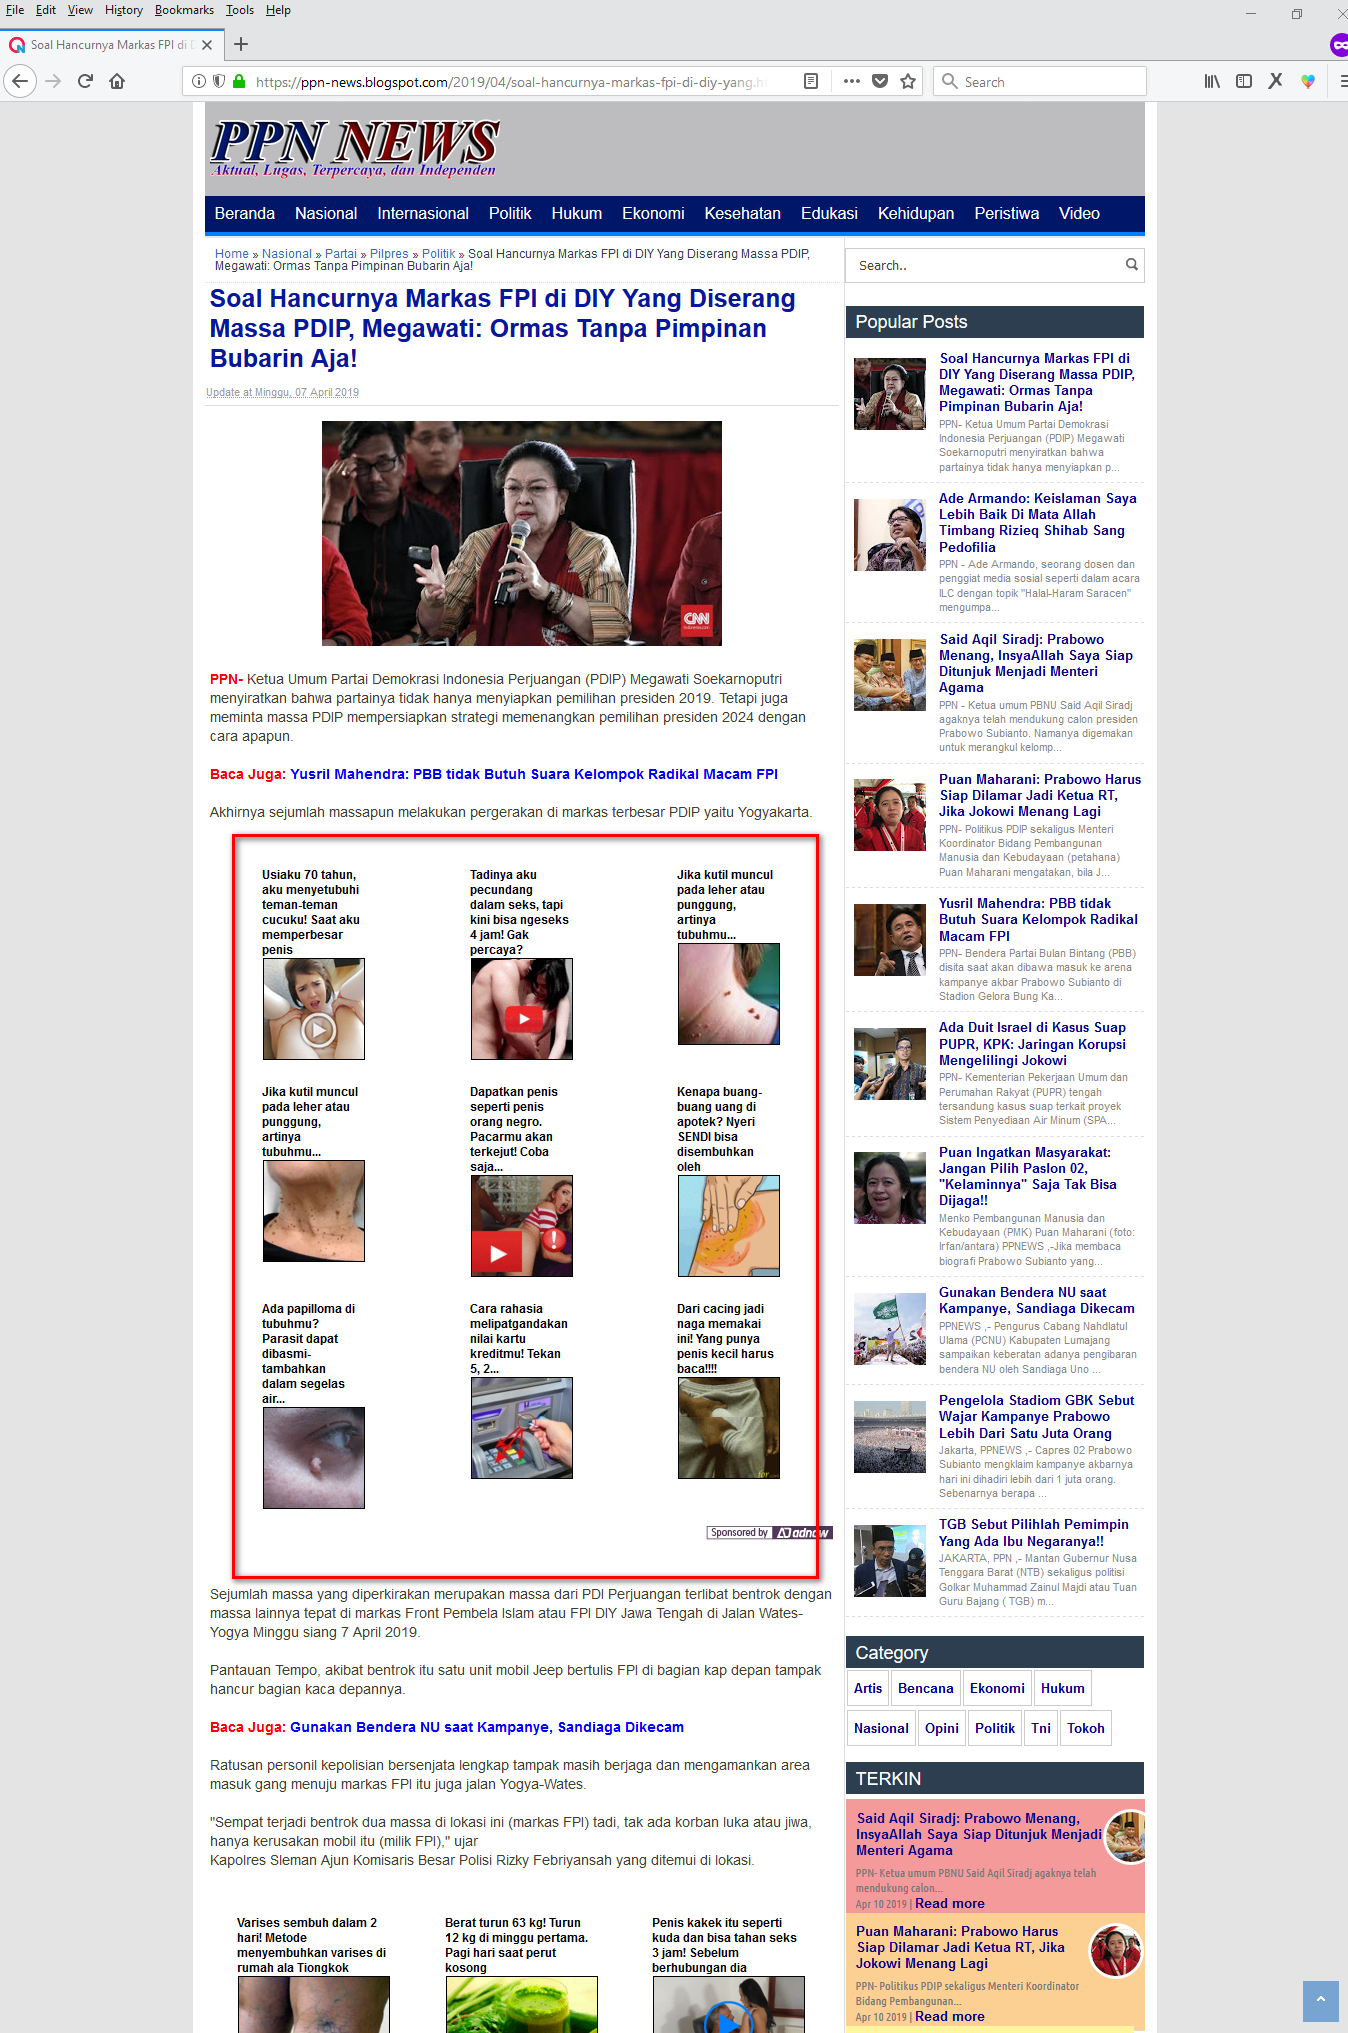 File Edit View History Bookmarks Tools Help
Soal Hancurnya Markas FPI di D
https://ppn-news.blogspot.com/2019/04/soal-hancurnya-markas-fpi-di-diy-yang.h
Search
PPN NEWS
Aktual, Lugas, Terpercaya, dan Independen
Beranda Nasional Internasional Politik Hukum Ekonomi Kesehatan Edukasi Kehidupan Peristiwa Video
Home » Nasional » Partai » Pilpres » Politik » Soal Hancurnya Markas FPI di DIY Yang Diserang Massa PDIP,
Megawati: Ormas Tanpa Pimpinan Bubarin Aja!
Soal Hancurnya Markas FPI di DIY Yang Diserang
Massa PDIP, Megawati: Ormas Tanpa Pimpinan
Bubarin Aja!
Update at Minggu, 07 April 2019
CNN
PPN- Ketua Umum Partai Demokrasi Indonesia Perjuangan (PDIP) Megawati Soekarnoputri
menyiratkan bahwa partainya tidak hanya menyiapkan pemilihan presiden 2019. Tetapi juga
meminta massa PDIP mempersiapkan strategi memenangkan pemilihan presiden 2024 dengan
cara apapun.
Baca Juga: Yusril Mahendra: PBB tidak Butuh Suara Kelompok Radikal Macam FPI
Akhirnya sejumlah massapun melakukan pergerakan di markas terbesar PDIP yaitu Yogyakarta.
Usiaku 70 tahun,
aku menyetubuhi
teman-teman
cucuku! Saat aku
memperbesar
penis
Tadinya aku
pecundang
dalam seks, tapi
kini bisa ngeseks
4 jam! Gak
percaya?
Jika kutil muncul
pada leher atau
punggung,
artinya
tubuhmu...
Jika kutil muncul
pada leher atau
punggung,
artinya
tubuhmu...
Dapatkan penis
seperti penis
orang negro.
Pacarmu akan
terkejut! Coba
saja...
Kenapa buang-
buang uang di
apotek? Nyeri
SENDI bisa
disembuhkan
oleh
Ada papilloma di
tubuhmu?
Parasit dapat
dibasmi-
tambahkan
dalam segelas
air...
Cara rahasia
melipatgandakan
nilai kartu
kreditmu! Tekan
5, 2...
Dari cacing jadi
naga memakai
ini! Yang punya
penis kecil harus
baca!!!!
for
Sponsored by adnow
Sejumlah massa yang diperkirakan merupakan massa dari PDI Perjuangan terlibat bentrok dengan
massa lainnya tepat di markas Front Pembela Islam atau FPI DIY Jawa Tengah di Jalan Wates-
Yogya Minggu siang 7 April 2019.
Pantauan Tempo, akibat bentrok itu satu unit mobil Jeep bertulis FPI di bagian kap depan tampak
hancur bagian kaca depannya.
Baca Juga: Gunakan Bendera NU saat Kampanye, Sandiaga Dikecam
Ratusan personil kepolisian bersenjata lengkap tampak masih berjaga dan mengamankan area
masuk gang menuju markas FPI itu juga jalan Yogya-Wates.
"Sempat terjadi bentrok dua massa di lokasi ini (markas FPI) tadi, tak ada korban luka atau jiwa,
hanya kerusakan mobil itu (milik FPI)," ujar
Kapolres Sleman Ajun Komisaris Besar Polisi Rizky Febriyansah yang ditemui di lokasi.
Varises sembuh dalam 2
hari! Metode
menyembuhkan varises di
rumah ala Tiongkok
Berat turun 63 kg! Turun
12 kg di minggu pertama.
Pagi hari saat perut
kosong
Penis kakek itu seperti
kuda dan bisa tahan seks
3 jam! Sebelum
berhubungan dia
Search..
Popular Posts
Soal Hancurnya Markas FPI di
DIY Yang Diserang Massa PDIP,
Megawati: Ormas Tanpa
Pimpinan Bubarin Aja!
PPN- Ketua Umum Partai Demokrasi
Indonesia Perjuangan (PDIP) Megawati
Soekarnoputri menyiratkan bahwa
partainya tidak hanya menyiapkan p...
Ade Armando: Keislaman Saya
Lebih Baik Di Mata Allah
Timbang Rizieq Shihab Sang
Pedofilia
PPN - Ade Armando, seorang dosen dan
penggiat media sosial seperti dalam acara
ILC dengan topik "Halal-Haram Saracen"
mengumpa...
Said Aqil Siradj: Prabowo
Menang, InsyaAllah Saya Siap
Ditunjuk Menjadi Menteri
Agama
PPN - Ketua umum PBNU Said Aqil Siradj
agaknya telah mendukung calon presiden
Prabowo Subianto. Namanya digemakan
untuk merangkul kelomp...
Puan Maharani: Prabowo Harus
Siap Dilamar Jadi Ketua RT,
Jika Jokowi Menang Lagi
PPN- Politikus PDIP sekaligus Menteri
Koordinator Bidang Pembangunan
Manusia dan Kebudayaan (petahana)
Puan Maharani mengatakan, bila J...
Yusril Mahendra: PBB tidak
Butuh Suara Kelompok Radikal
Macam FPI
PPN- Bendera Partai Bulan Bintang (PBB)
disita saat akan dibawa masuk ke arena
kampanye akbar Prabowo Subianto di
Stadion Gelora Bung Ka...
Ada Duit Israel di Kasus Suap
PUPR, KPK: Jaringan Korupsi
Mengelilingi Jokowi
PPN- Kementerian Pekerjaan Umum dan
Perumahan Rakyat (PUPR) tengah
tersandung kasus suap terkait proyek
Sistem Penyediaan Air Minum (SPA...
Puan Ingatkan Masyarakat:
Jangan Pilih Paslon 02,
"Kelaminnya" Saja Tak Bisa
Dijaga!!
Menko Pembangunan Manusia dan
Kebudayaan (PMK) Puan Maharani (foto:
Irfan/antara) PPNEWS ,-Jika membaca
biografi Prabowo Subianto yang...
Gunakan Bendera NU saat
Kampanye, Sandiaga Dikecam
PPNEWS ,- Pengurus Cabang Nahdlatul
Ulama (PCNU) Kabupaten Lumajang
sampaikan keberatan adanya pengibaran
bendera NU oleh Sandiaga Uno ...
Pengelola Stadiom GBK Sebut
Wajar Kampanye Prabowo
Lebih Dari Satu Juta Orang
Jakarta, PPNEWS ,- Capres 02 Prabowo
Subianto mengklaim kampanye akbarnya
hari ini dihadiri lebih dari 1 juta orang.
Sebenarnya berapa ...
TGB Sebut Pilihlah Pemimpin
Yang Ada Ibu Negaranya!!
JAKARTA, PPN ,- Mantan Gubernur Nusa
Tenggara Barat (NTB) sekaligus politisi
Golkar Muhammad Zainul Majdi atau Tuan
Guru Bajang ( TGB) m...
Category
Artis Bencana Ekonomi Hukum
Nasional Opini Politik Tni Tokoh
TERKIN
Said Aqil Siradj: Prabowo Menang,
InsyaAllah Saya Siap Ditunjuk Menjadi
Menteri Agama
PPN- Ketua umum PBNU Said Aqil Siradj agaknya telah
mendukung calon...
Apr 10 2019 | Read more
Puan Maharani: Prabowo Harus
Siap Dilamar Jadi Ketua RT, Jika
Jokowi Menang Lagi
PPN- Politikus PDIP sekaligus Menteri Koordinator
Bidang Pembangunan...
Apr 10 2019 | Read more